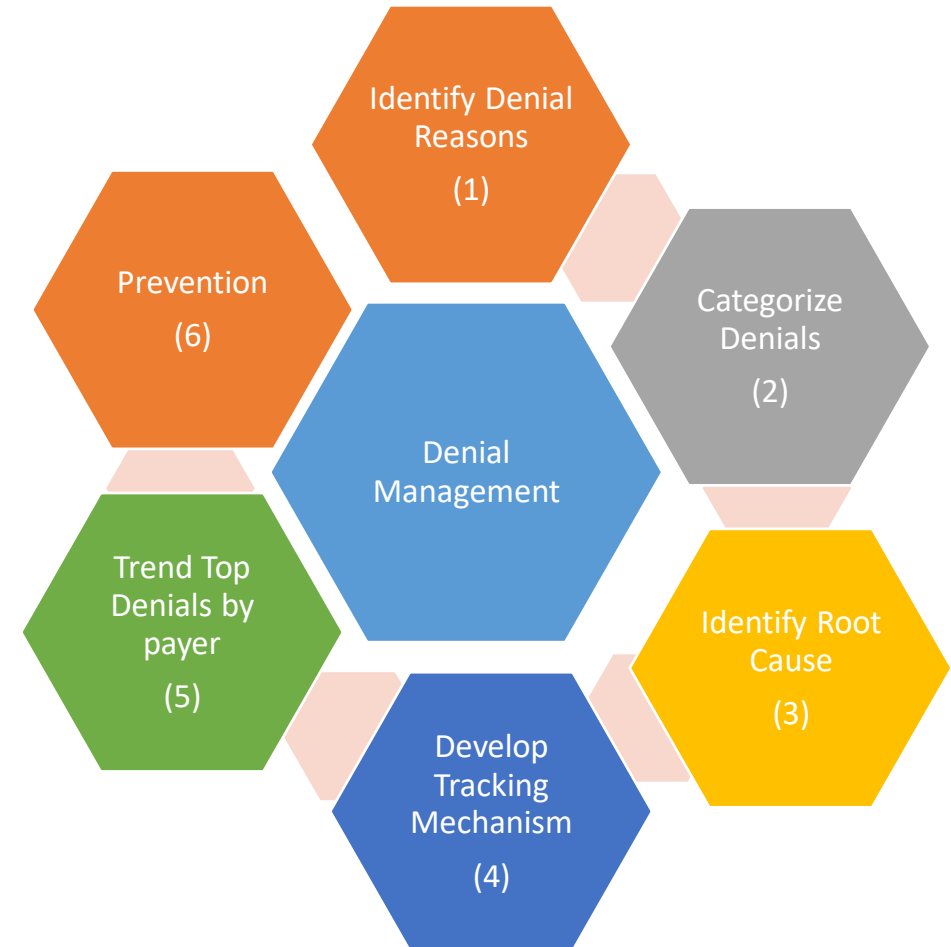 Identify Denial
Reasons
(1)
Categorize
Denials
(2)
Identify Root
Cause
(3)
Develop
Tracking
Mechanism
(4)
Trend Top
Denials by
payer
(5)
Prevention
(6)
Denial
Management